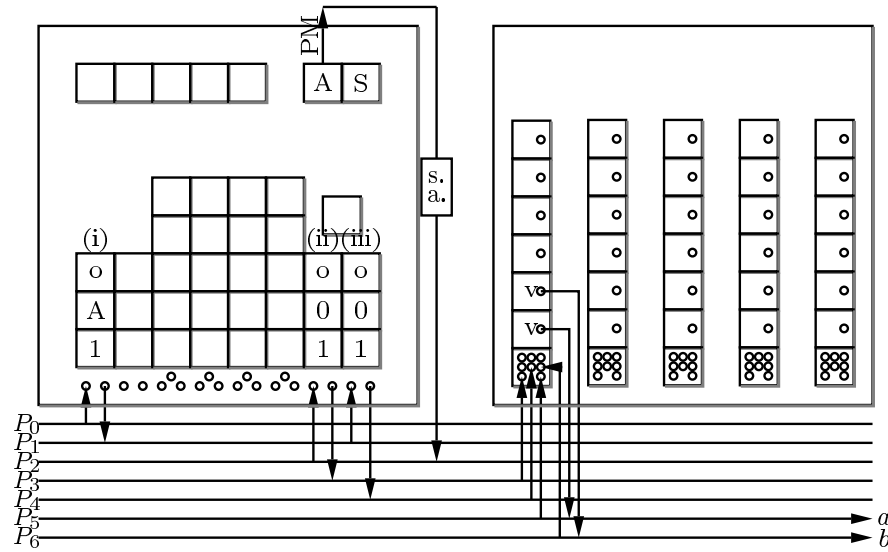 PM
A S
s.
a.
(i) (ii) (iii)
o o o
A 0 0
1 1 1
v
v
P0
P1
P2
P3
P4
P5 a
P6 b